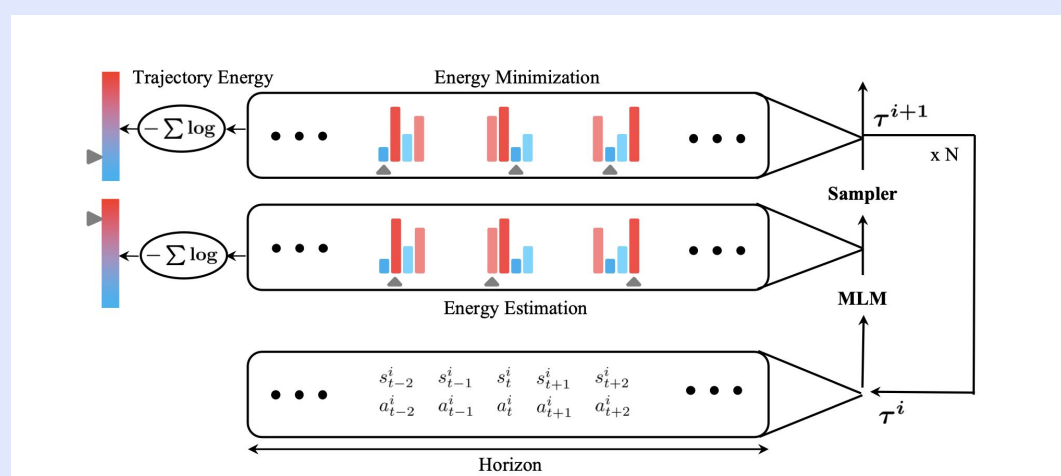 Trajectory Energy
Energy Minimization
− ∑ log
τ^{i+1}
x N
Sampler
− ∑ log
Energy Estimation
MLM
s^i_{t−2} s^i_{t−1} s^i_t s^i_{t+1} s^i_{t+2}
a^i_{t−2} a^i_{t−1} a^i_t a^i_{t+1} a^i_{t+2}
τ^i
Horizon